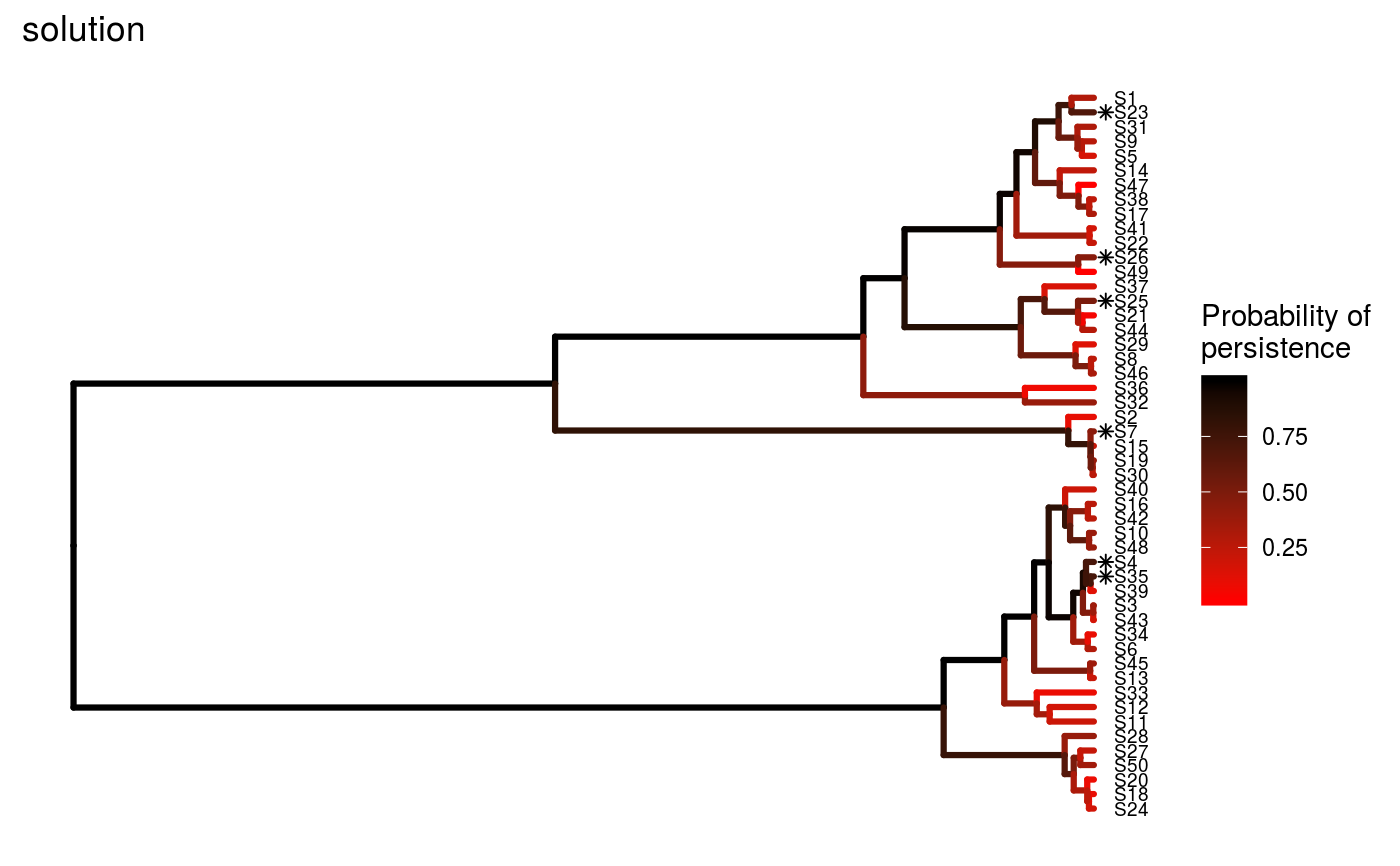 solution
S1
✳S23
S31
S9
S5
S14
S47
S38
S17
S41
S22
✳S26
S49
S37
✳S25
S21
S44
S29
S8
S46
S36
S32
S2
✳S7
S15
S19
S30
S40
S16
S42
S10
S48
✳S4
✳S35
S39
S3
S43
S34
S6
S45
S13
S33
S12
S11
S28
S27
S50
S20
S18
S24
Probability of
persistence
0.75
0.50
0.25